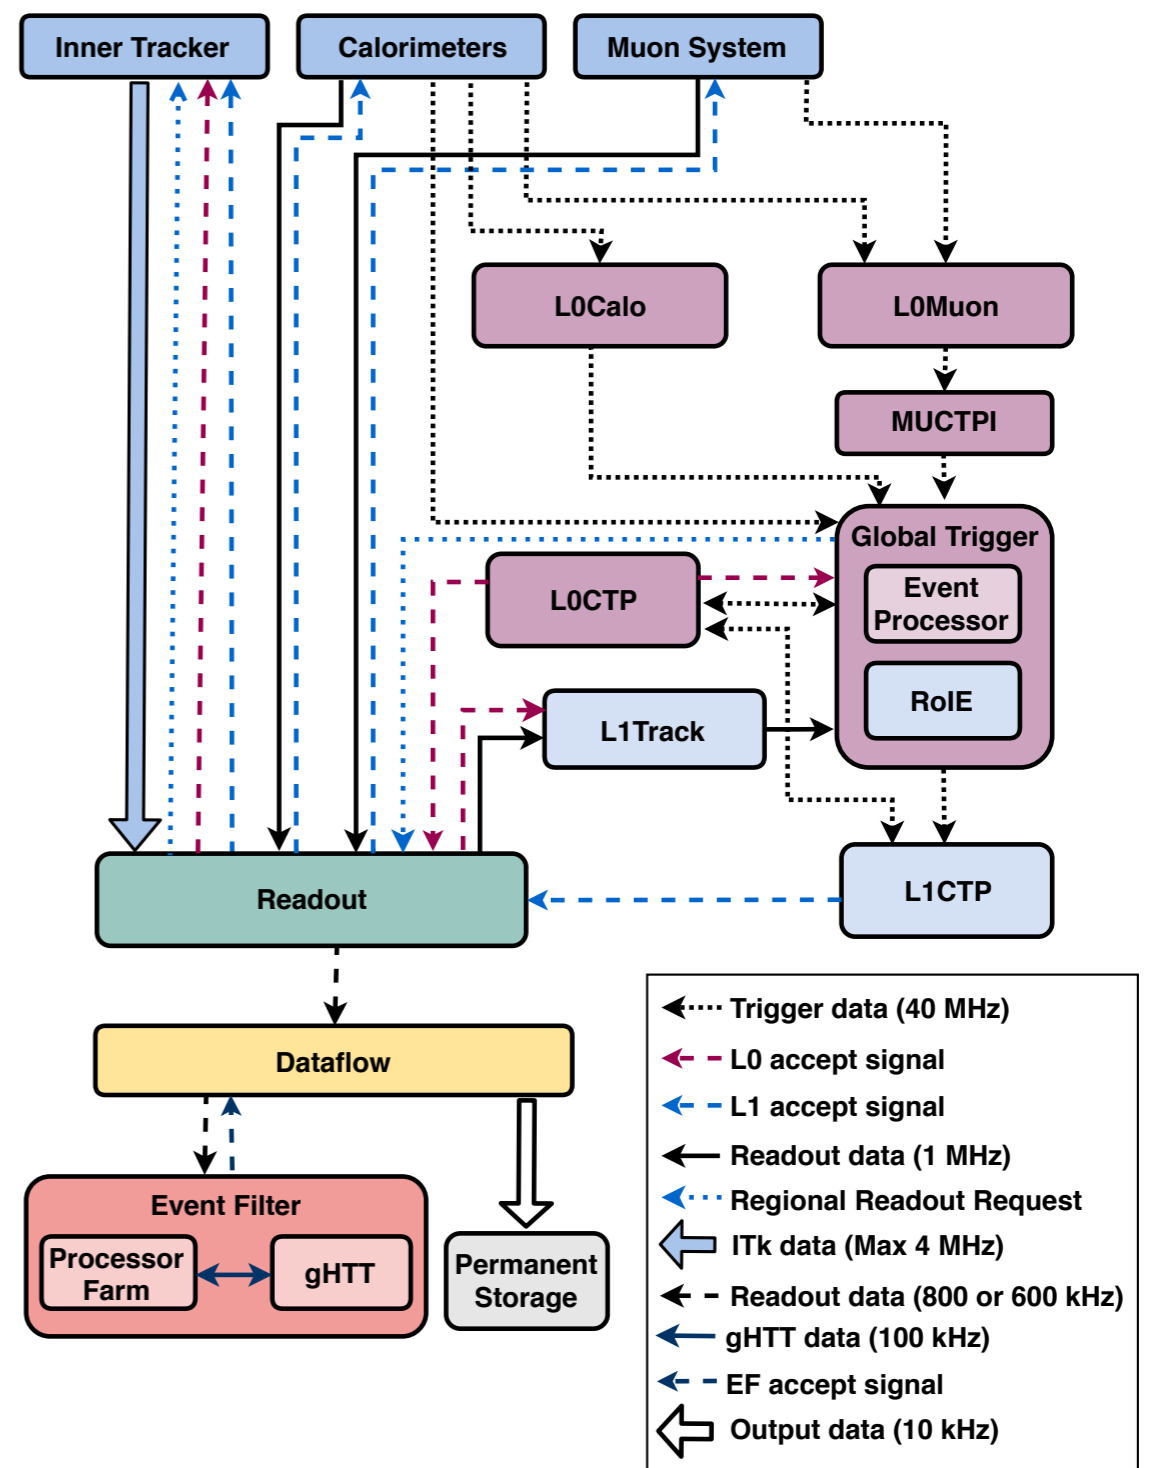 Inner Tracker
Calorimeters
Muon System
L0Calo
L0Muon
MUCTPI
Global Trigger
Event
Processor
L0CTP
RoIE
L1Track
L1CTP
Readout
Dataflow
Event Filter
Processor
Farm
gHTT
Permanent
Storage
Trigger data (40 MHz)
L0 accept signal
L1 accept signal
Readout data (1 MHz)
Regional Readout Request
ITk data (Max 4 MHz)
Readout data (800 or 600 kHz)
gHTT data (100 kHz)
EF accept signal
Output data (10 kHz)